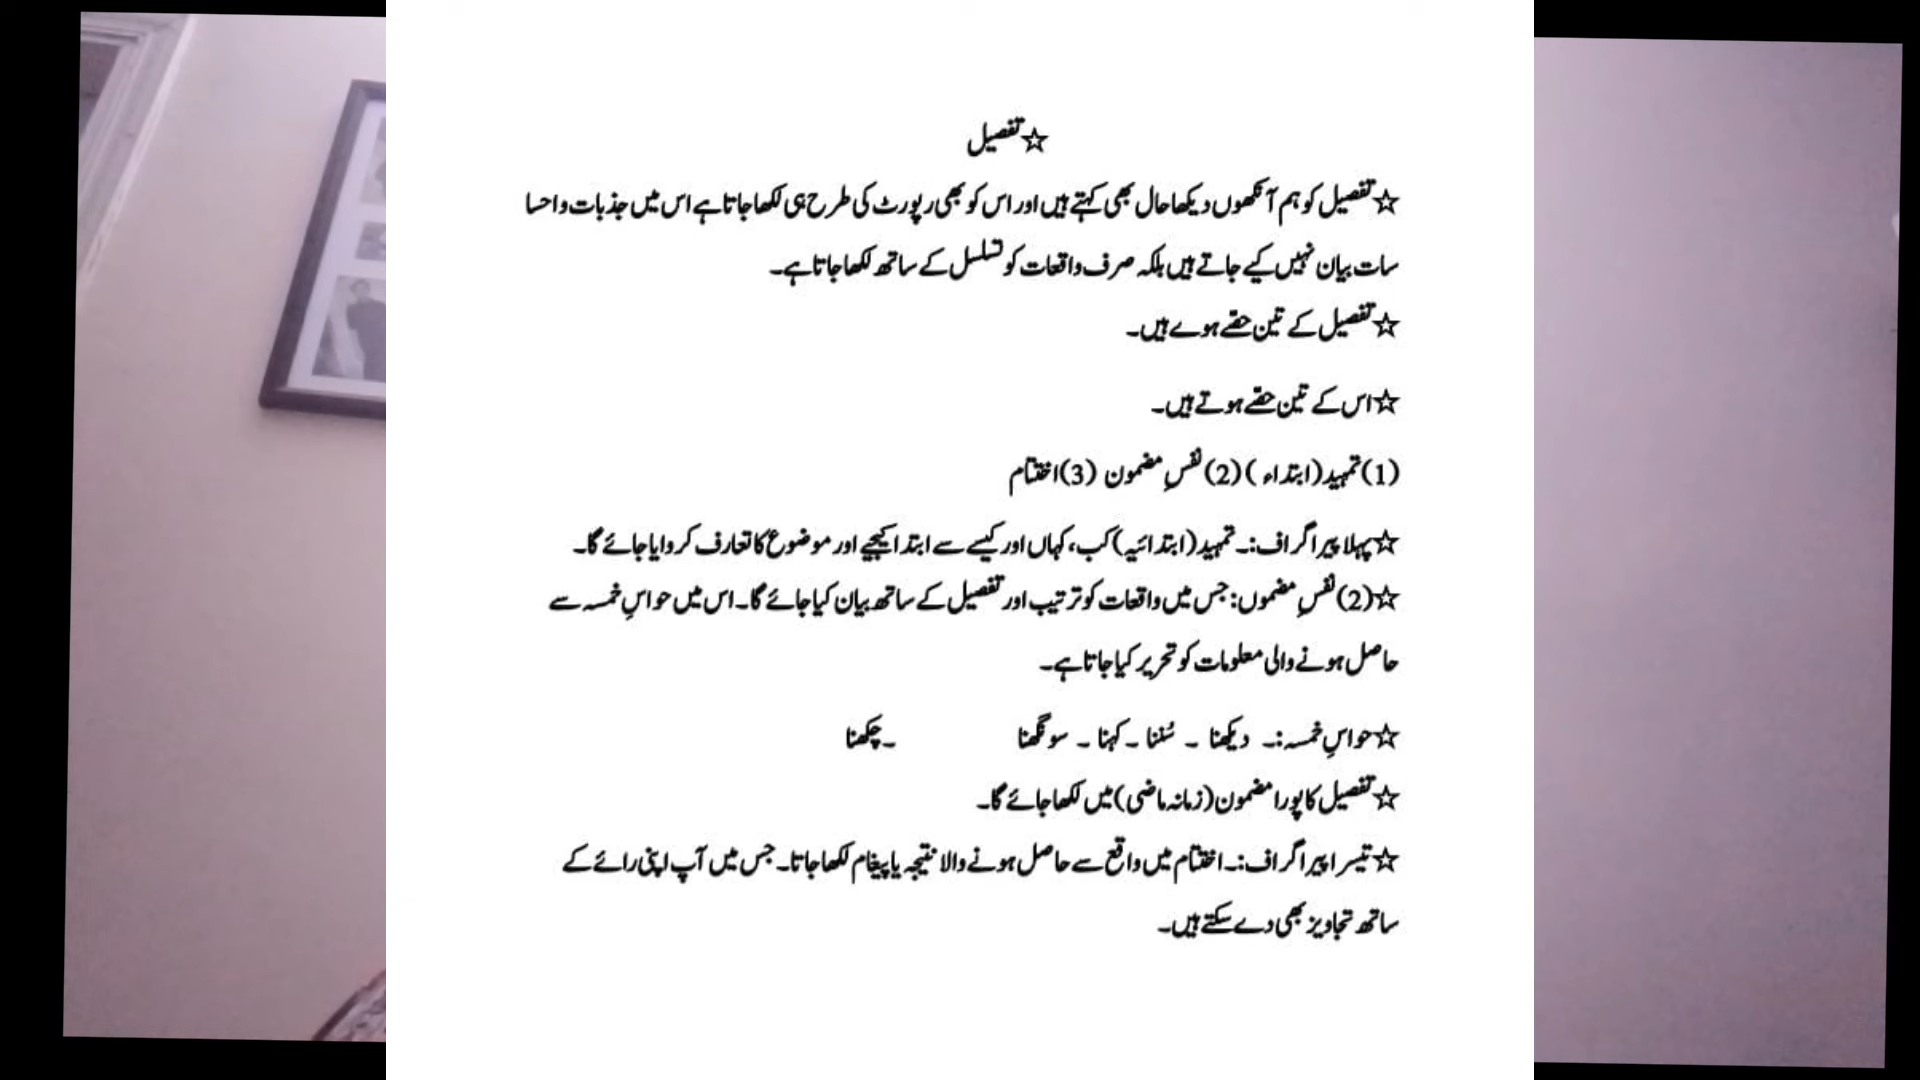 ☆تفصیل
☆تفصیل کو ہم آنکھوں دیکھا حال بھی کہتے ہیں اور اس کو بھی رپورٹ کی طرح ہی لکھا جاتا ہے اس میں جذبات و احسا
سات بیان نہیں کیے جاتے ہیں بلکہ صرف واقعات کو تسلسل کے ساتھ لکھا جاتا ہے۔
☆تفصیل کے تین حصّے ہوے ہیں۔
☆اس کے تین حصّے ہوتے ہیں۔
(1)تمہید(ابتداء )(2)نفسِ مضمون (3)اختتام
☆پہلا پیراگراف:۔تمہید(ابتدائیہ)کب،کہاں اور کیسے سے ابتدا کیجیے اور موضوع کا تعارف کروایا جائے گا۔
☆(2)نفسِ مضموں:جس میں واقعات کو ترتیب اور تفصیل کے ساتھ بیان کیا جائے گا۔اس میں حواسِ خمسہ سے
حاصل ہونے والی معلومات کو تحریر کیا جاتا ہے۔
☆حواسِ خمسہ:۔ دیکھنا ۔ سُننا ۔کہنا ۔ سونگھنا ۔چکھنا
☆تفصیل کا پورا مضمون(زمانہ ماضی)میں لکھا جائے گا۔
☆تیسرا پیراگراف:۔اختتام میں واقع سے حاصل ہونے والا نتیجہ یا پیغام لکھا جاتا۔جس میں آپ اپنی رائے کے
ساتھ تجاویز بھی دے سکتے ہیں۔